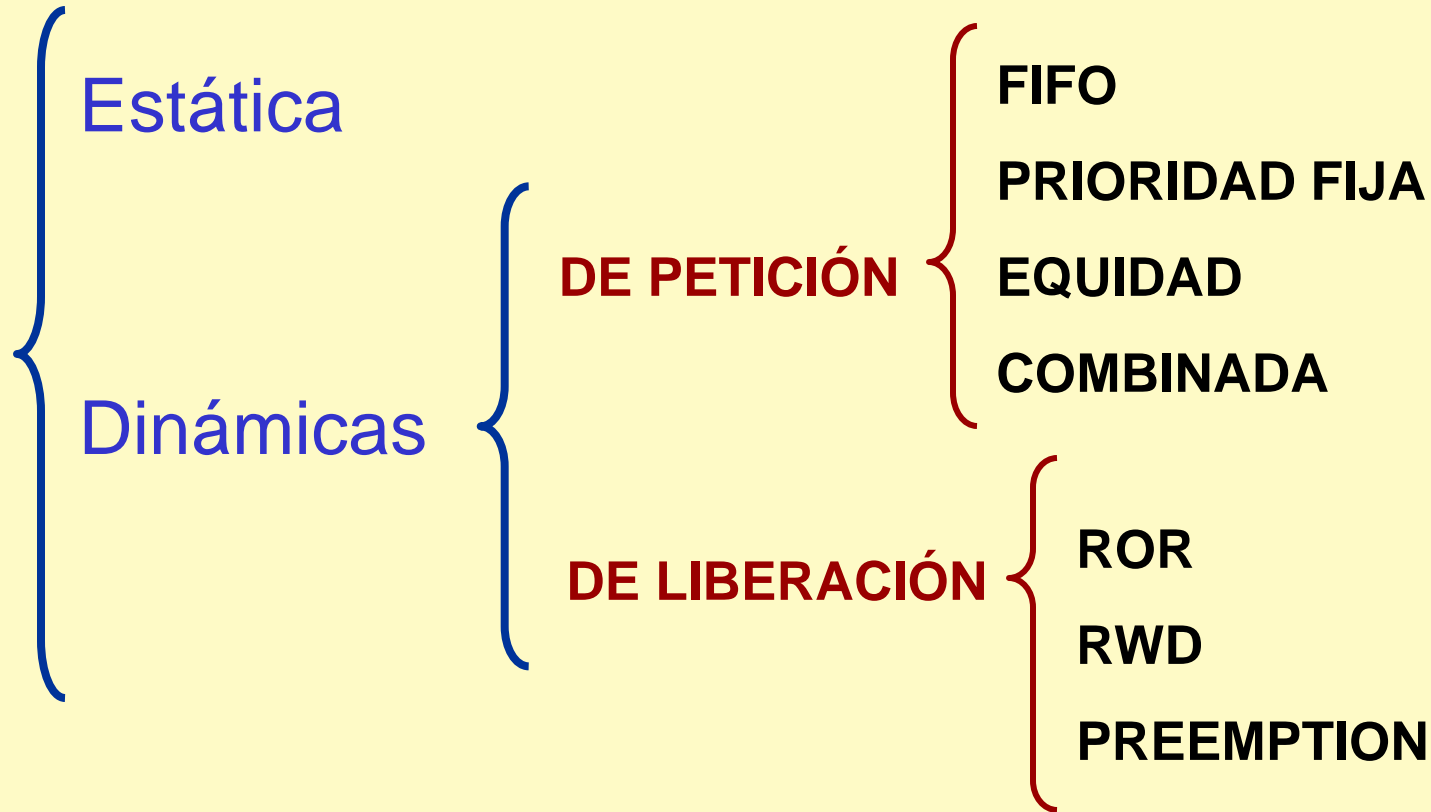 Estática
Dinámicas
DE PETICIÓN
FIFO
PRIORIDAD FIJA
EQUIDAD
COMBINADA
DE LIBERACIÓN
ROR
RWD
PREEMPTION